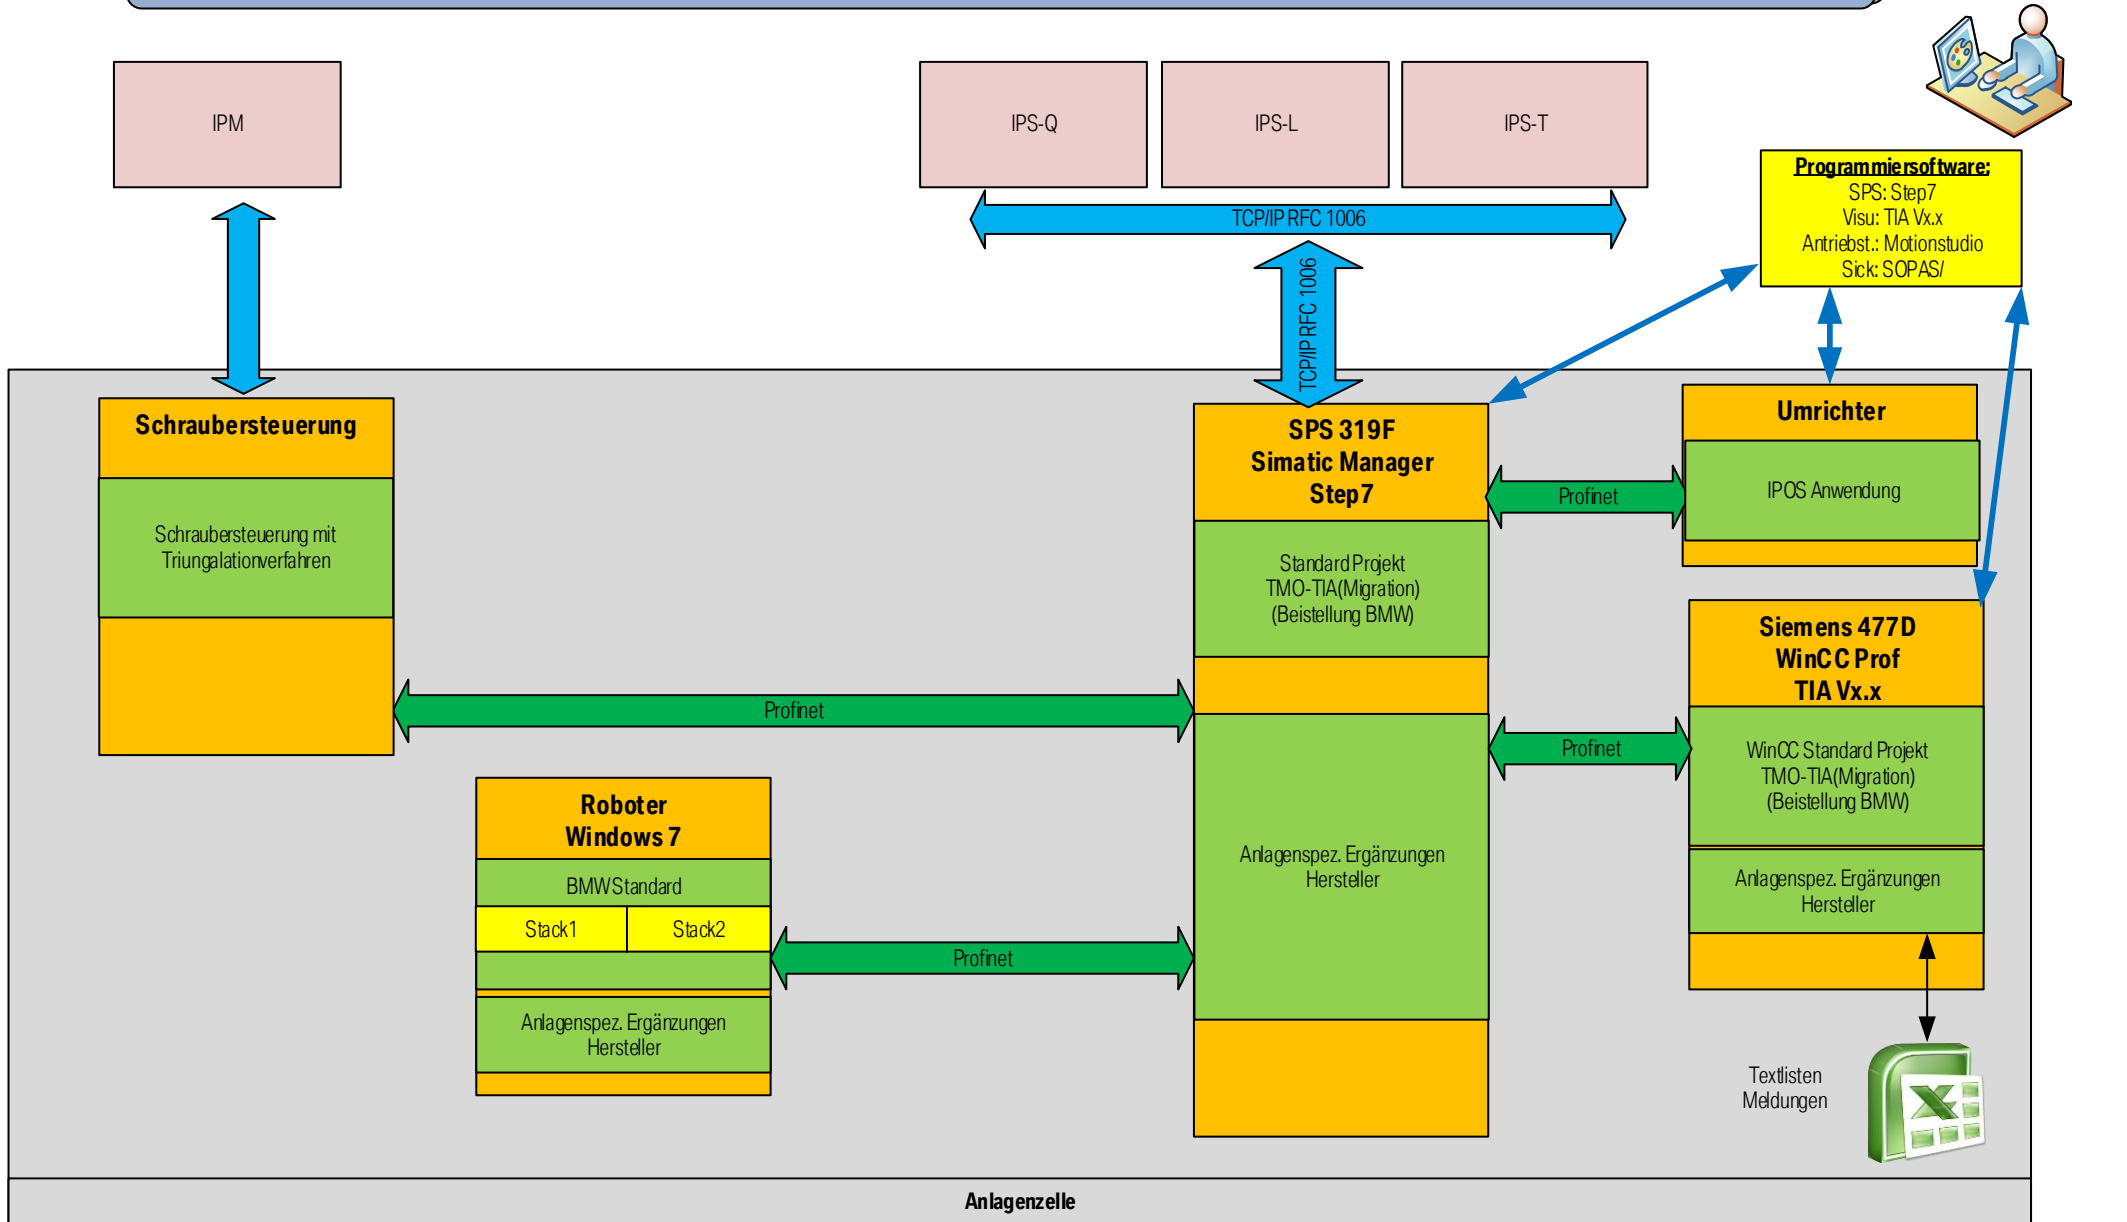 IPM
IPS-Q
IPS-L
IPS-T
TCP/IP RFC 1006
TCP/IP RFC 1006
Programmiersoftware:
SPS: Step7
Visu: TIA Vx.x
Antriebst.: Motionstudio
Sick: SOPAS/
Schraubersteuerung
Schraubersteuerung mit
Triungalationverfahren
SPS 319F
Simatic Manager
Step7
Standard Projekt
TMO-TIA(Migration)
(Beistellung BMW)
Anlagenspez. Ergänzungen
Hersteller
Profinet
Umrichter
IPOS Anwendung
Profinet
Siemens 477D
WinCC Prof
TIA Vx.x
WinCC Standard Projekt
TMO-TIA(Migration)
(Beistellung BMW)
Anlagenspez. Ergänzungen
Hersteller
Profinet
Roboter
Windows 7
BMW Standard
Stack1
Stack2
Anlagenspez. Ergänzungen
Hersteller
Profinet
Textlisten
Meldungen
Anlagenzelle